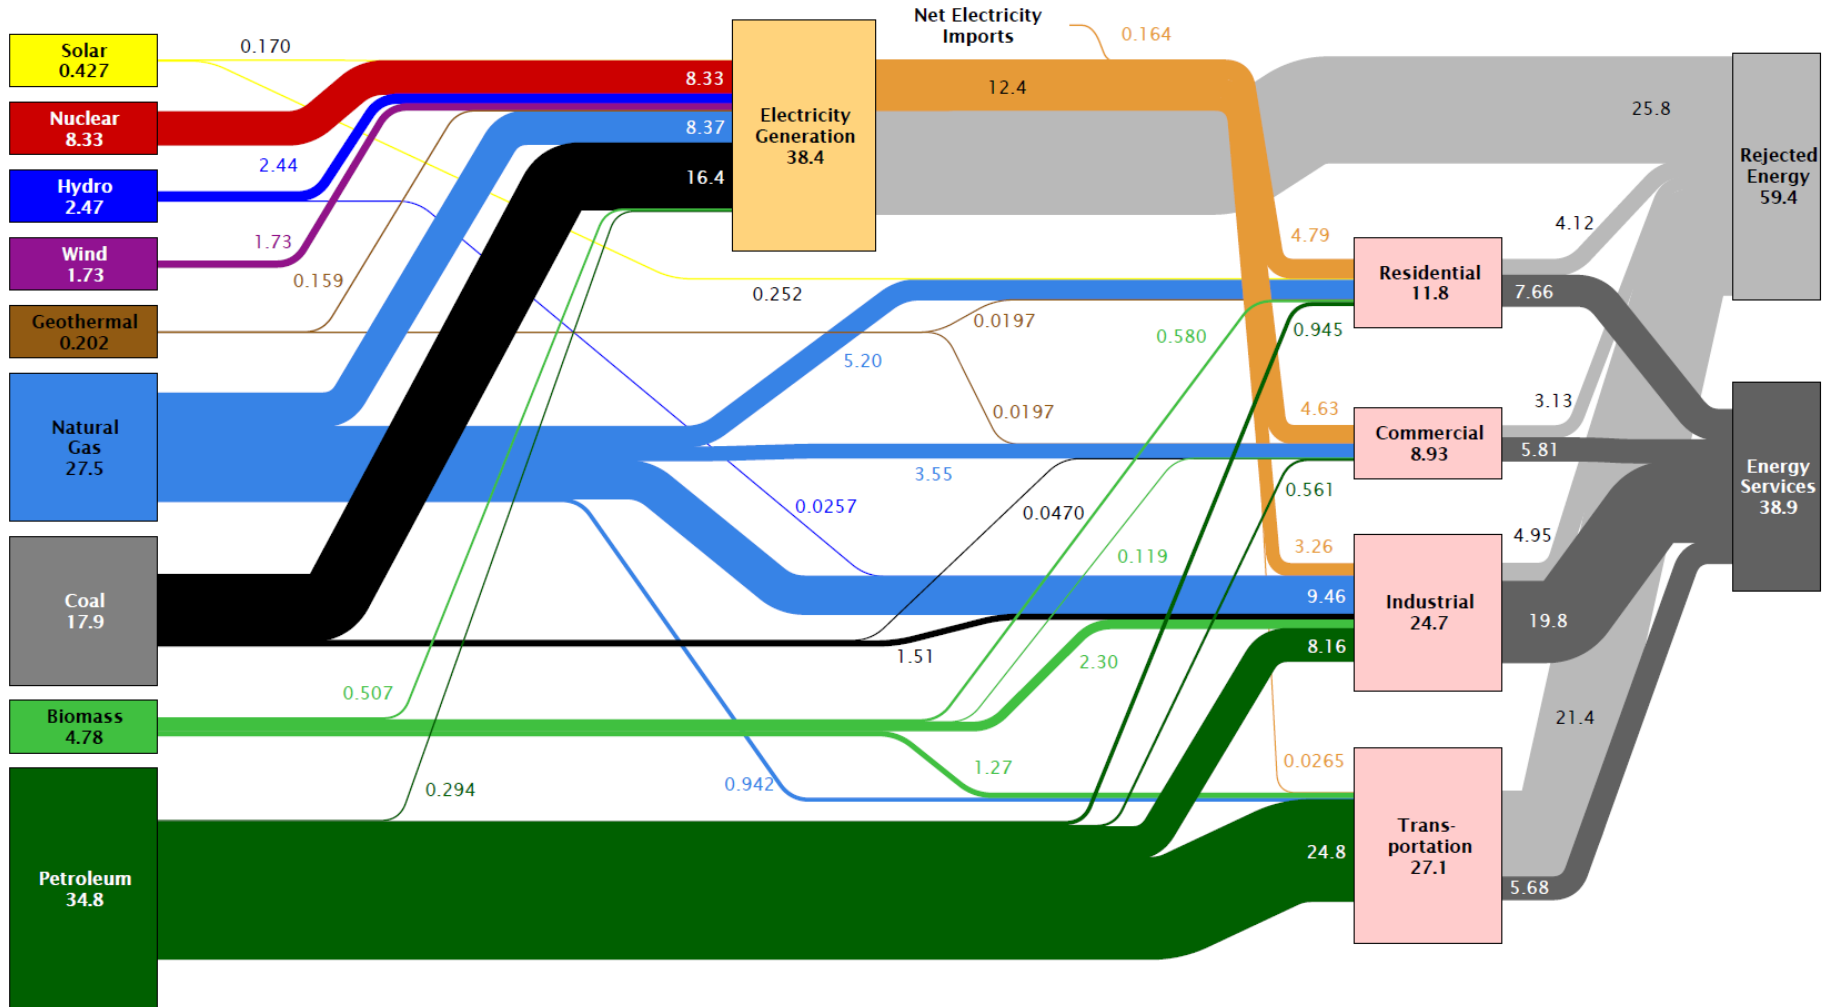 Net Electricity
Imports
0.164
Solar
0.427
0.170
Nuclear
8.33
8.33
Hydro
2.47
2.44
Wind
1.73
1.73
Geothermal
0.202
0.159
Natural
Gas
27.5
8.37
Coal
17.9
16.4
Biomass
4.78
0.507
Petroleum
34.8
0.294
Electricity
Generation
38.4
12.4
25.8
0.252
0.0197
5.20
0.0197
3.55
0.0257
0.0470
0.119
1.51
2.30
1.27
0.942
0.580
0.945
0.561
4.79
4.63
3.26
9.46
8.16
0.0265
24.8
Residential
11.8
Commercial
8.93
Industrial
24.7
Trans-
portation
27.1
4.12
7.66
3.13
5.81
4.95
19.8
21.4
5.68
Rejected
Energy
59.4
Energy
Services
38.9